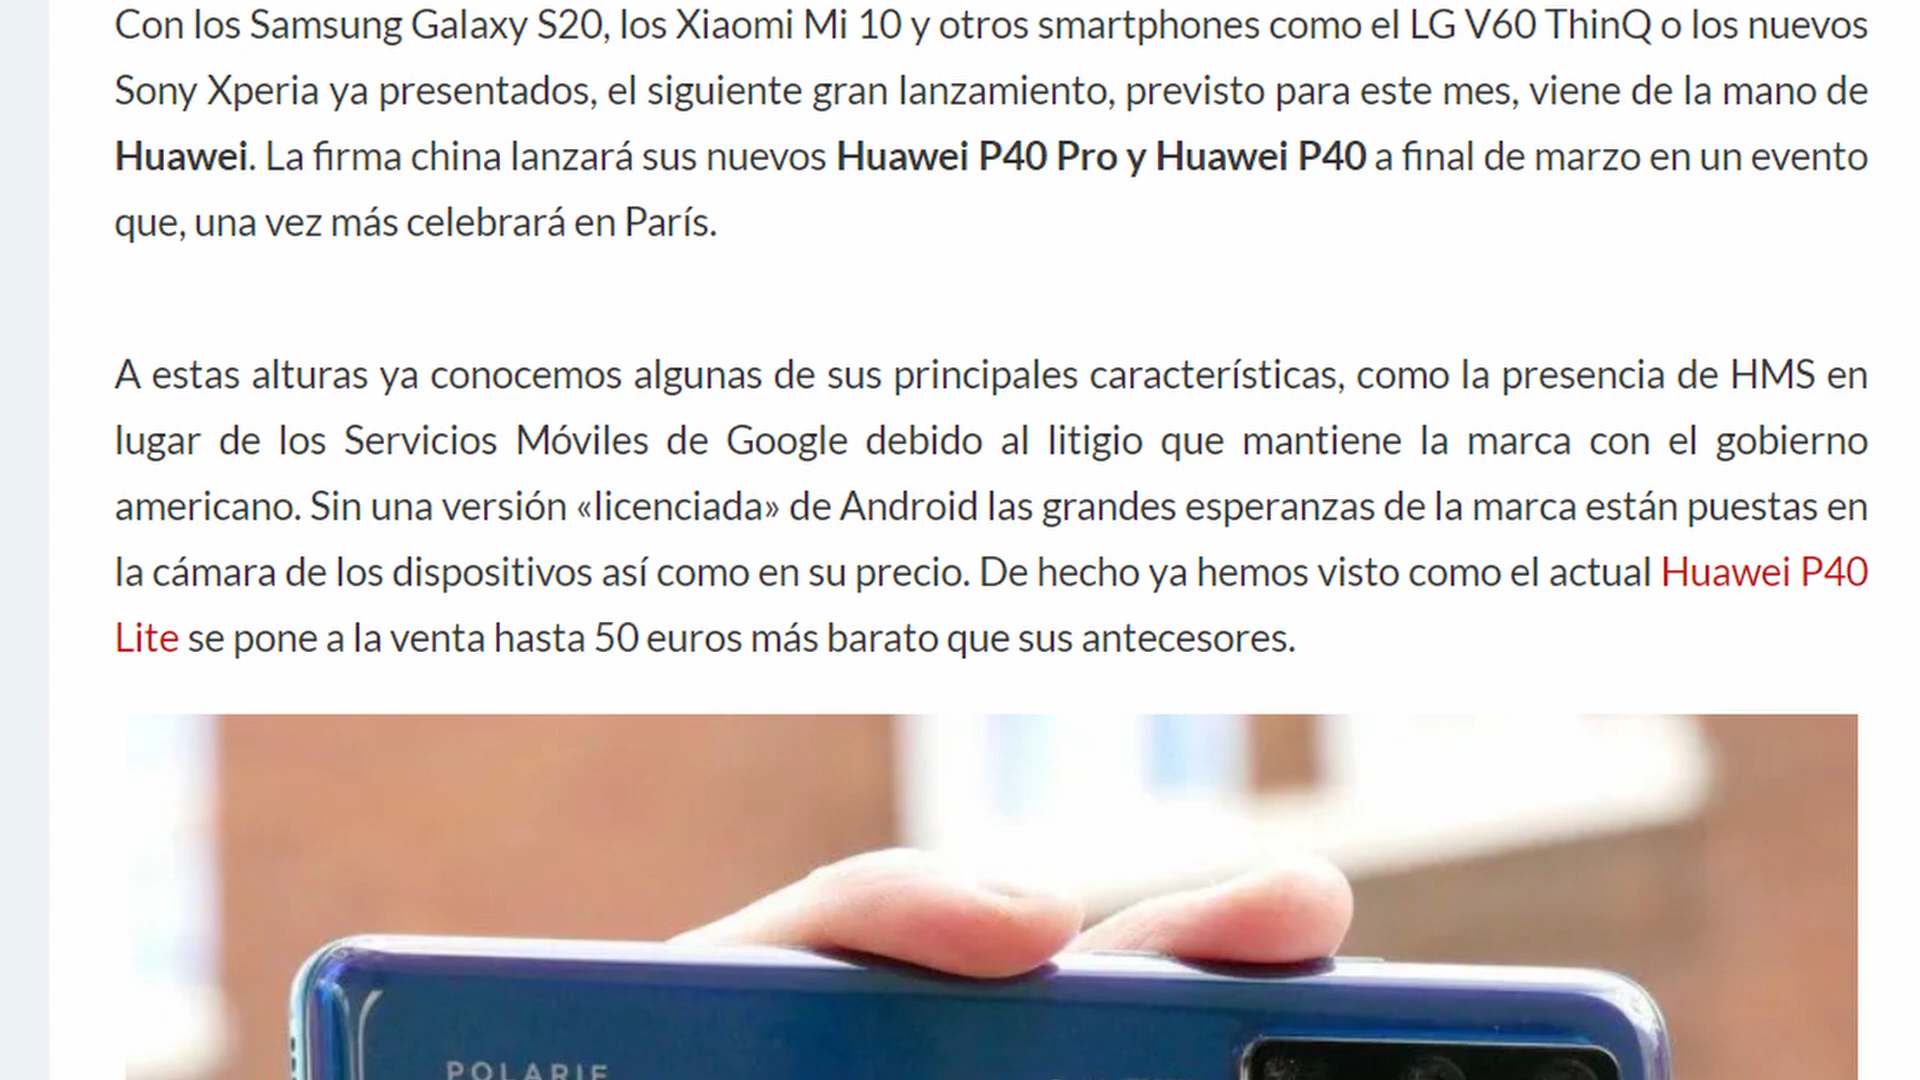 Con los Samsung Galaxy S20, los Xiaomi Mi 10 y otros smartphones como el LG V60 ThinQ o los nuevos
Sony Xperia ya presentados, el siguiente gran lanzamiento, previsto para este mes, viene de la mano de
Huawei. La firma china lanzará sus nuevos Huawei P40 Pro y Huawei P40 a final de marzo en un evento
que, una vez más celebrará en París.
A estas alturas ya conocemos algunas de sus principales características, como la presencia de HMS en
lugar de los Servicios Móviles de Google debido al litigio que mantiene la marca con el gobierno
americano. Sin una versión «licenciada» de Android las grandes esperanzas de la marca están puestas en
la cámara de los dispositivos así como en su precio. De hecho ya hemos visto como el actual Huawei P40
Lite se pone a la venta hasta 50 euros más barato que sus antecesores.
POLARIE